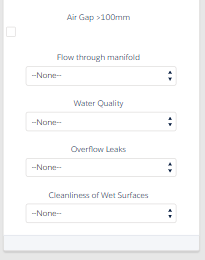 Air Gap >100mm
Flow through manifold
--None--
Water Quality
--None--
Overflow Leaks
--None--
Cleanliness of Wet Surfaces
--None--